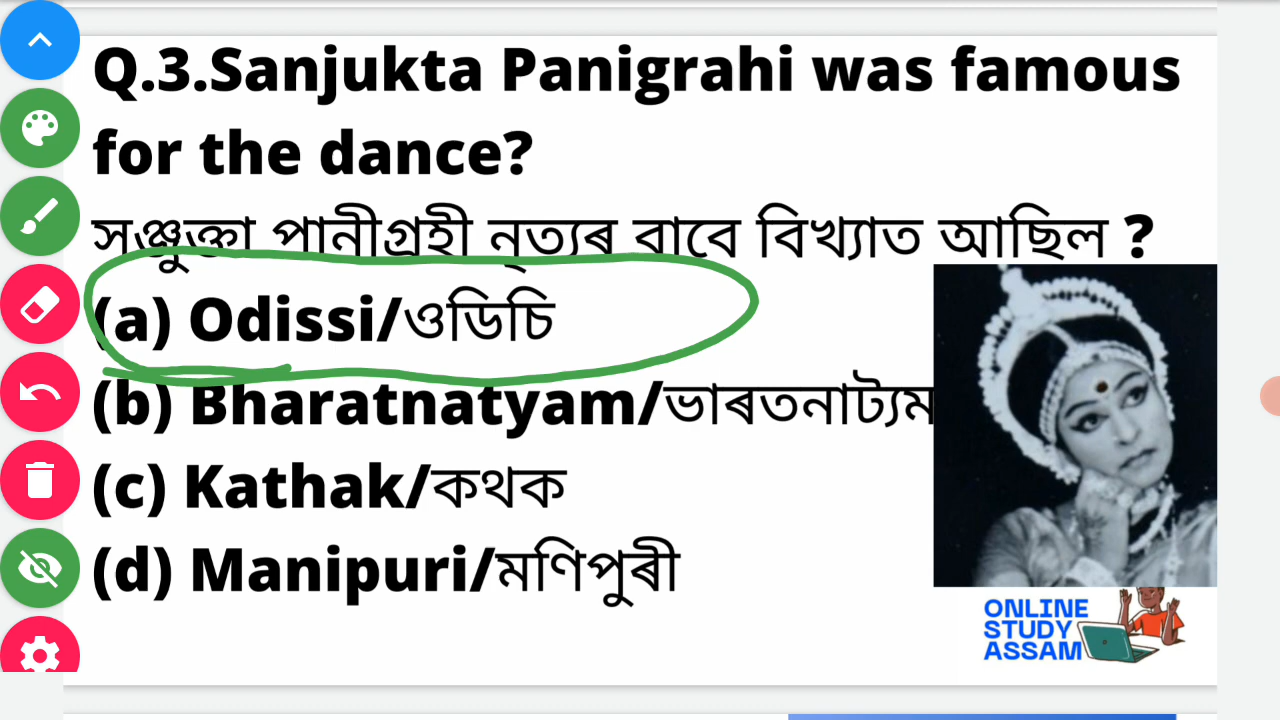 Q.3.Sanjukta Panigrahi was famous
for the dance?
সঞ্জুক্তা পানীগ্ৰহী নৃত্যৰ বাবে বিখ্যাত আছিল ?
(a) Odissi/ওডিচি
(b) Bharatnatyam/ভাৰতনাট্যম
(c) Kathak/কথক
(d) Manipuri/মণিপুৰী
ONLINE
STUDY
ASSAM